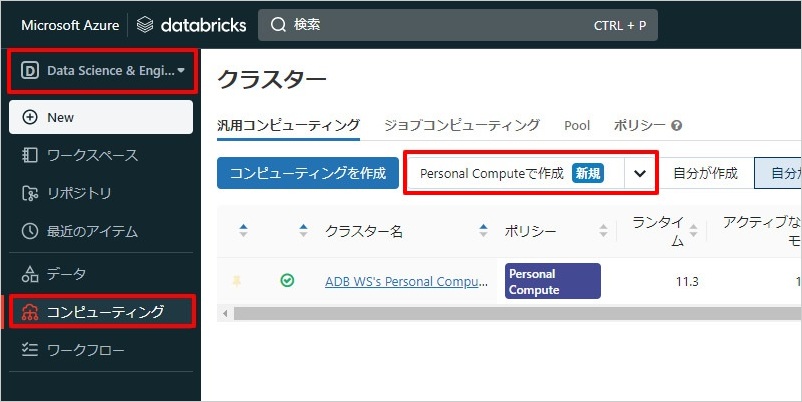 Microsoft Azure databricks 検索 CTRL + P
Data Science & Engi...
New
ワークスペース
リポジトリ
最近のアイテム
データ
コンピューティング
ワークフロー
クラスター
汎用コンピューティング ジョブコンピューティング Pool ポリシー
コンピューティングを作成 Personal Computeで作成 新規 自分が作成 自分
クラスター名 ポリシー ランタイム アクティブな
ADB WS's Personal Compu... Personal Compute 11.3